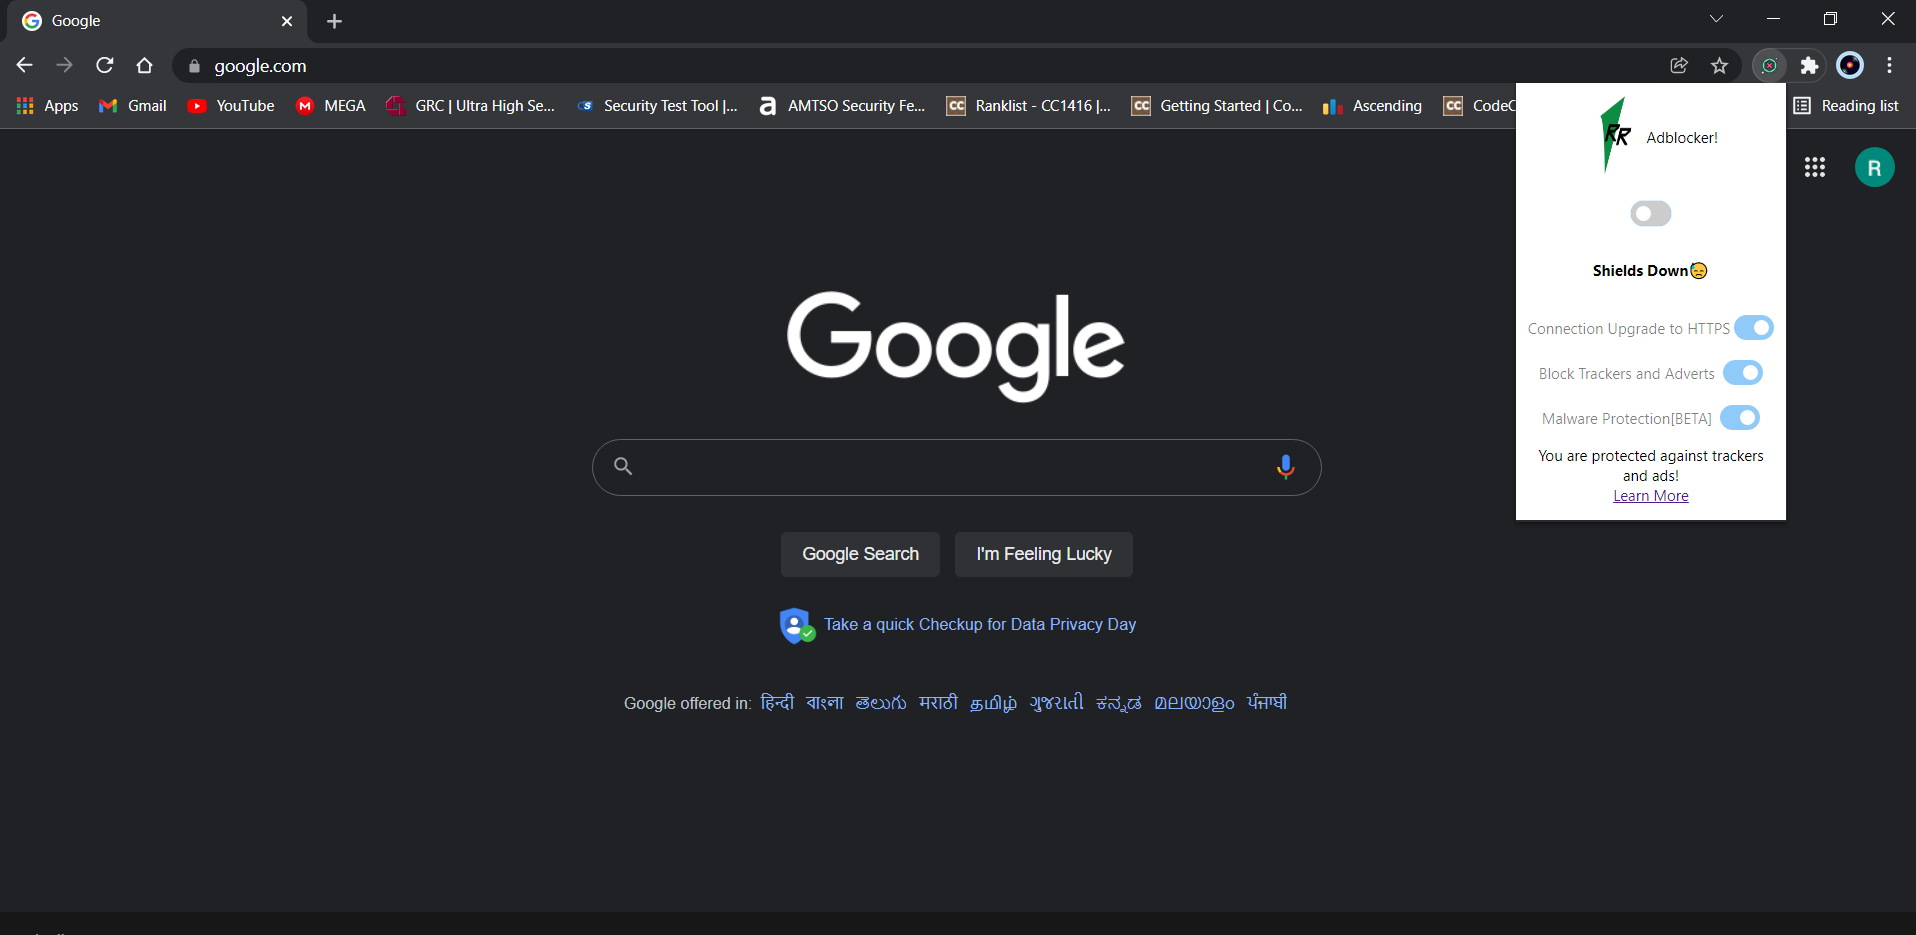 Google
google.com
Apps Gmail YouTube MEGA GRC | Ultra High Se... Security Test Tool |... AMTSO Security Fe... Ranklist - CC1416 |... Getting Started | Co... Ascending CodeC Reading list
RR Adblocker!
R
Shields Down😓
Connection Upgrade to HTTPS
Block Trackers and Adverts
Malware Protection[BETA]
You are protected against trackers
and ads!
Learn More
Google
Google Search I'm Feeling Lucky
Take a quick Checkup for Data Privacy Day
Google offered in: हिन्दी বাংলা తెలుగు मराठी தமிழ் ગુજરાતી ಕನ್ನಡ മലയാളം ਪੰਜਾਬੀ